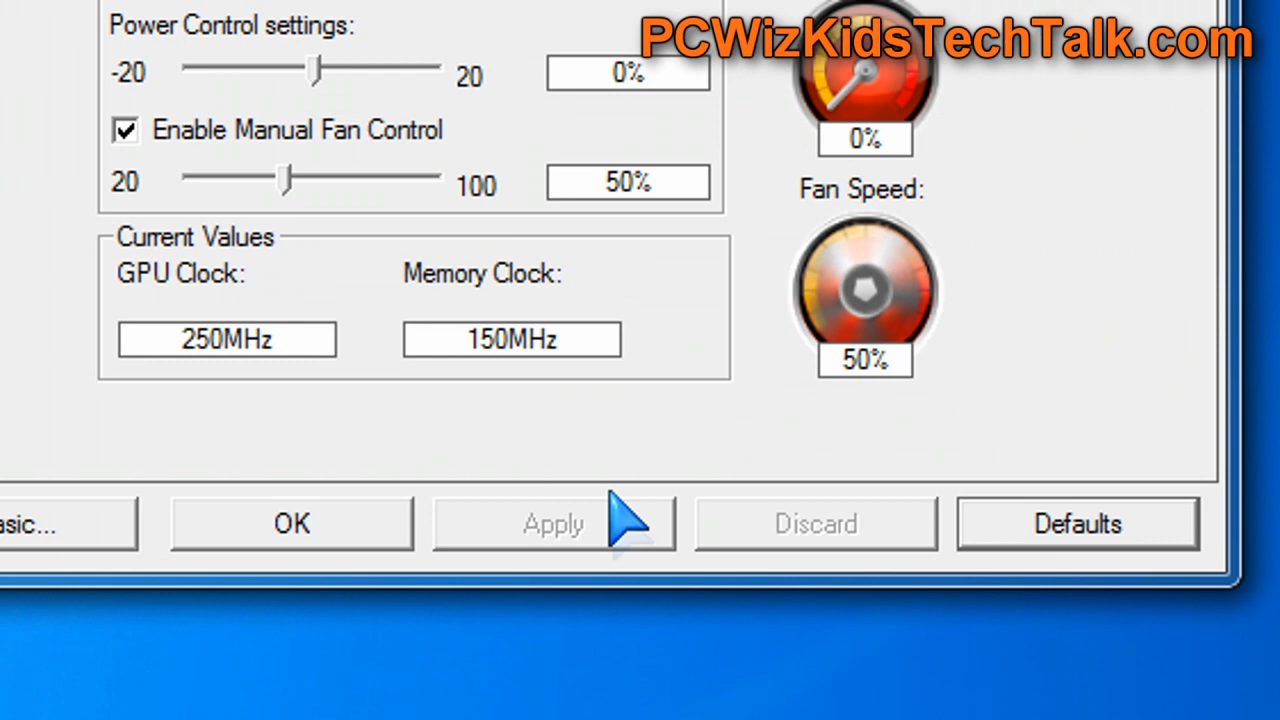 PCWizKidsTechTalk.com
Power Control settings:
-20 20 0%
Enable Manual Fan Control
0%
20 100 50%
Fan Speed:
Current Values
GPU Clock: Memory Clock:
250MHz 150MHz
50%
asic... OK Apply Discard Defaults